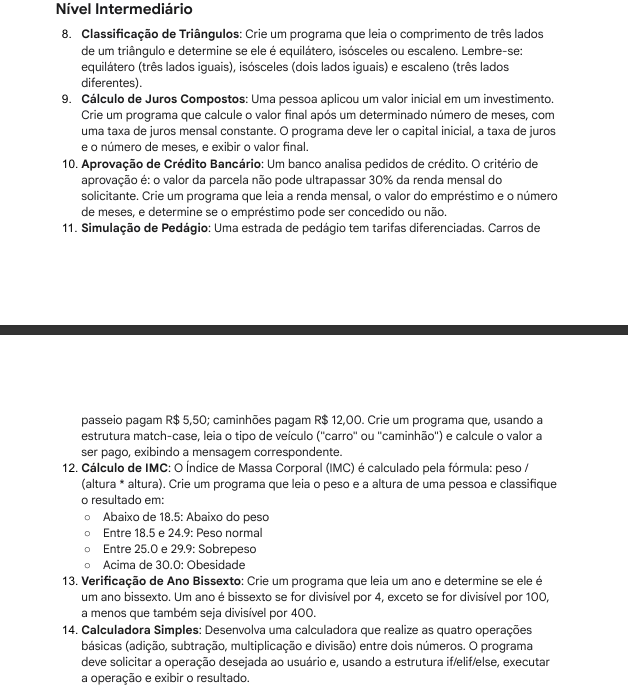 Nível Intermediário
8. Classificação de Triângulos: Crie um programa que leia o comprimento de três lados
de um triângulo e determine se ele é equilátero, isósceles ou escaleno. Lembre-se:
equilátero (três lados iguais), isósceles (dois lados iguais) e escaleno (três lados
diferentes).
9. Cálculo de Juros Compostos: Uma pessoa aplicou um valor inicial em um investimento.
Crie um programa que calcule o valor final após um determinado número de meses, com
uma taxa de juros mensal constante. O programa deve ler o capital inicial, a taxa de juros
e o número de meses, e exibir o valor final.
10. Aprovação de Crédito Bancário: Um banco analisa pedidos de crédito. O critério de
aprovação é: o valor da parcela não pode ultrapassar 30% da renda mensal do
solicitante. Crie um programa que leia a renda mensal, o valor do empréstimo e o número
de meses, e determine se o empréstimo pode ser concedido ou não.
11. Simulação de Pedágio: Uma estrada de pedágio tem tarifas diferenciadas. Carros de
passeio pagam R$ 5,50; caminhões pagam R$ 12,00. Crie um programa que, usando a
estrutura match-case, leia o tipo de veículo ("carro" ou "caminhão") e calcule o valor a
ser pago, exibindo a mensagem correspondente.
12. Cálculo de IMC: O Índice de Massa Corporal (IMC) é calculado pela fórmula: peso /
(altura * altura). Crie um programa que leia o peso e a altura de uma pessoa e classifique
o resultado em:
○ Abaixo de 18.5: Abaixo do peso
○ Entre 18.5 e 24.9: Peso normal
○ Entre 25.0 e 29.9: Sobrepeso
○ Acima de 30.0: Obesidade
13. Verificação de Ano Bissexto: Crie um programa que leia um ano e determine se ele é
um ano bissexto. Um ano é bissexto se for divisível por 4, exceto se for divisível por 100,
a menos que também seja divisível por 400.
14. Calculadora Simples: Desenvolva uma calculadora que realize as quatro operações
básicas (adição, subtração, multiplicação e divisão) entre dois números. O programa
deve solicitar a operação desejada ao usuário e, usando a estrutura if/elif/else, executar
a operação e exibir o resultado.